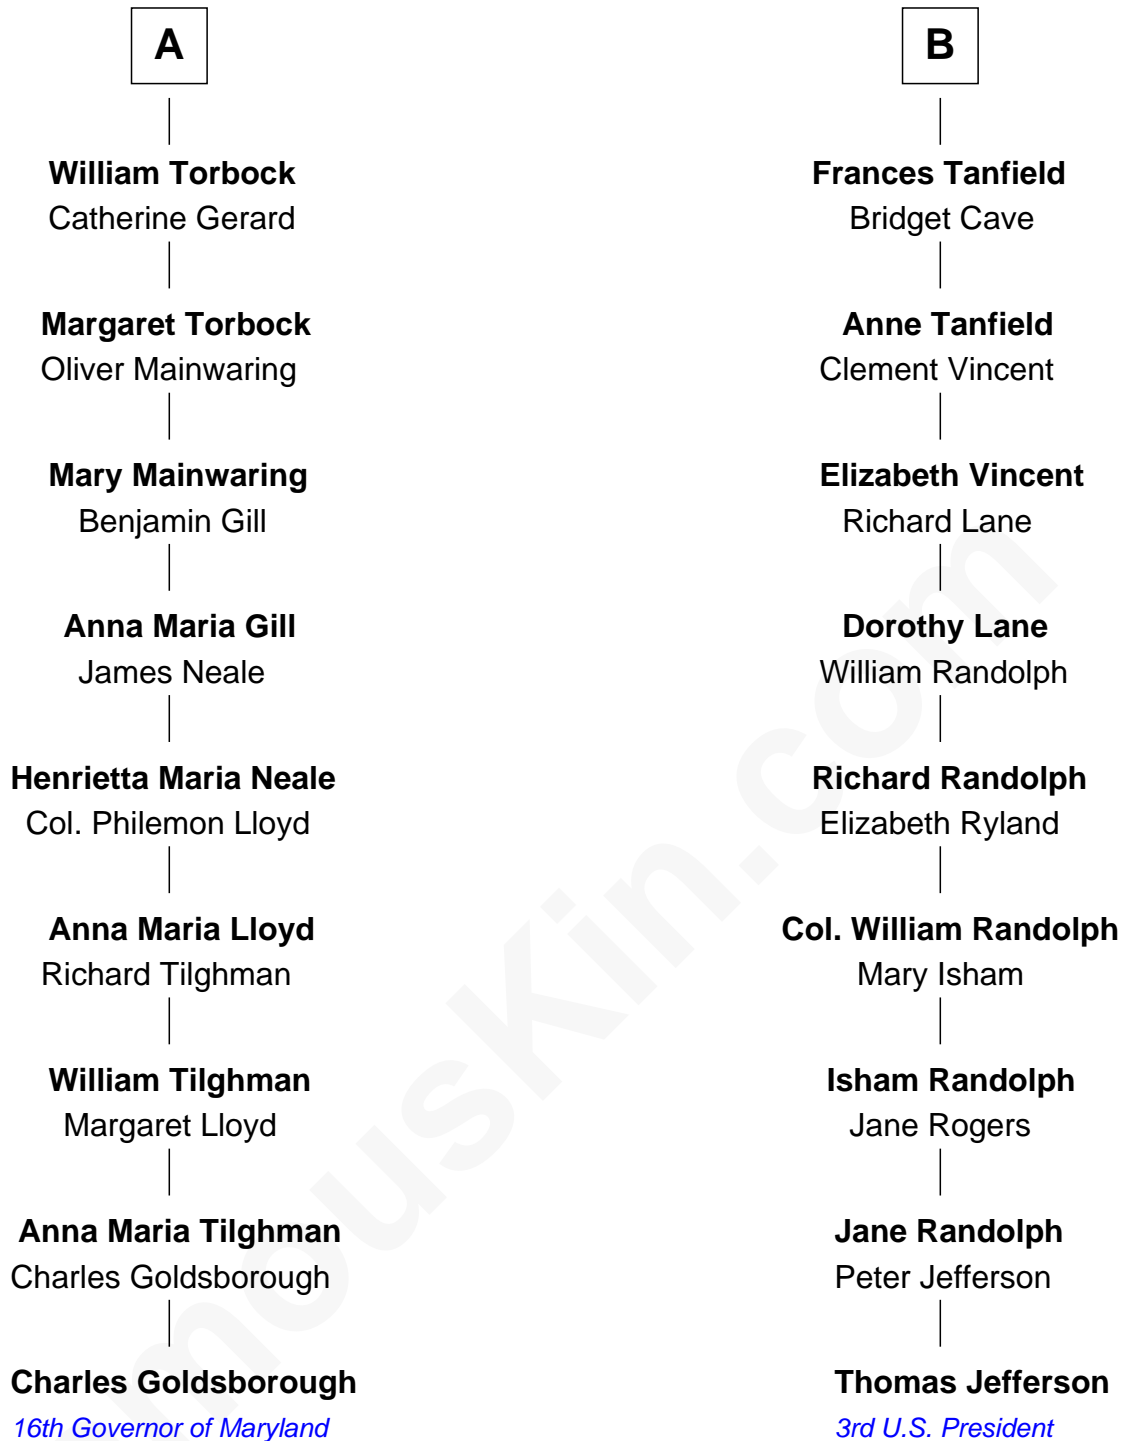 A
William Torbock
Catherine Gerard
Margaret Torbock
Oliver Mainwaring
Mary Mainwaring
Benjamin Gill
Anna Maria Gill
James Neale
Henrietta Maria Neale
Col. Philemon Lloyd
Anna Maria Lloyd
Richard Tilghman
William Tilghman
Margaret Lloyd
Anna Maria Tilghman
Charles Goldsborough
Charles Goldsborough
16th Governor of Maryland
B
Frances Tanfield
Bridget Cave
Anne Tanfield
Clement Vincent
Elizabeth Vincent
Richard Lane
Dorothy Lane
William Randolph
Richard Randolph
Elizabeth Ryland
Col. William Randolph
Mary Isham
Isham Randolph
Jane Rogers
Jane Randolph
Peter Jefferson
Thomas Jefferson
3rd U.S. President
mouskin.com